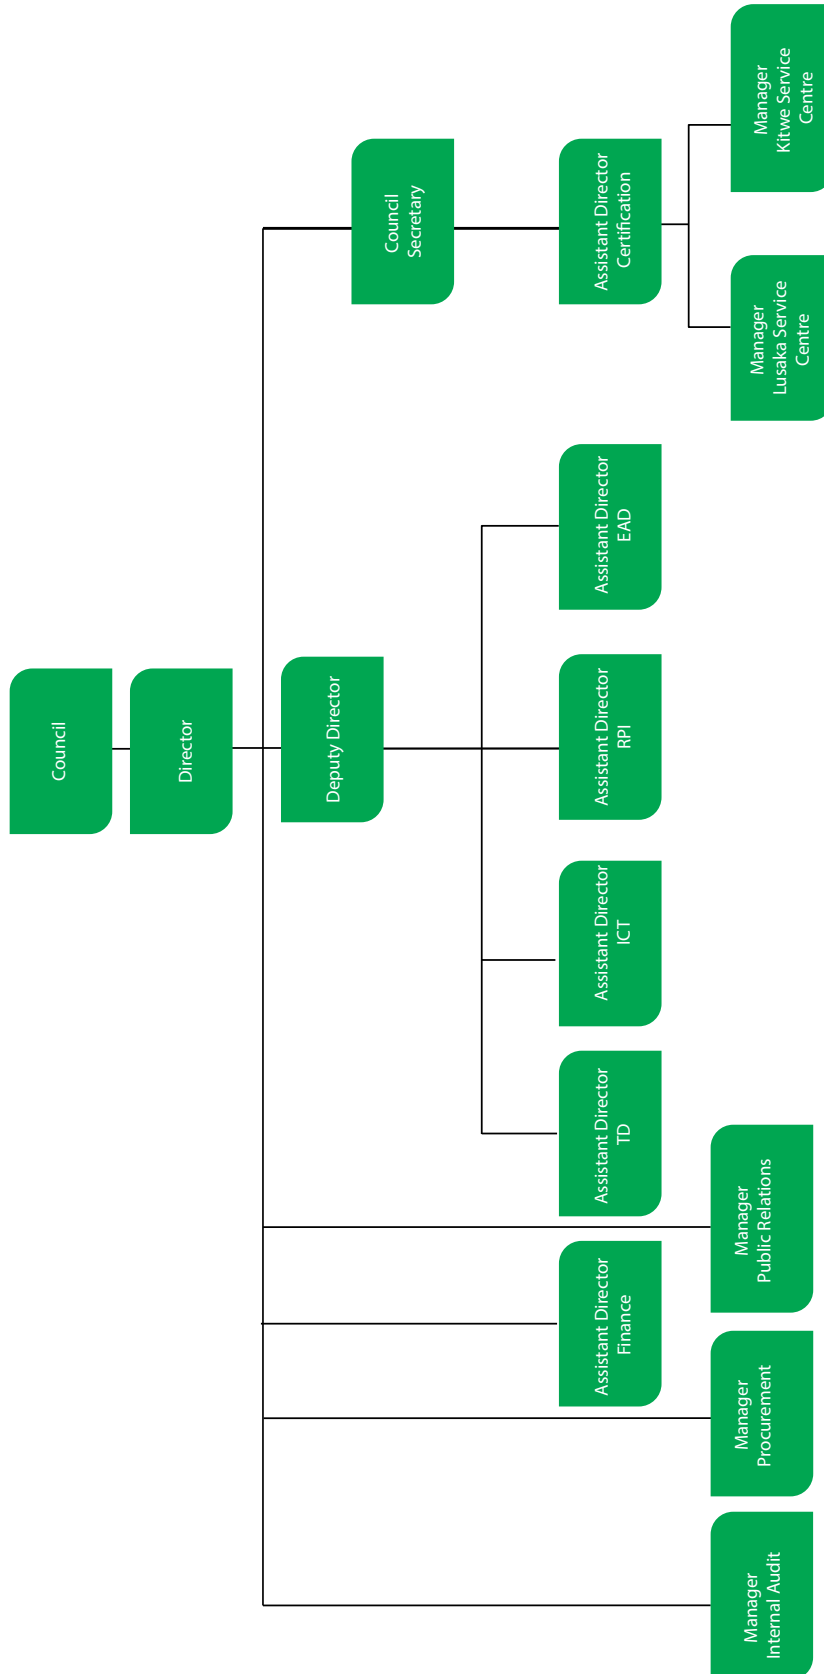 Council
Director
Deputy Director
Council
Secretary
Manager
Internal Audit
Manager
Procurement
Assistant Director
Finance
Manager
Public Relations
Assistant Director
TD
Assistant Director
ICT
Assistant Director
RPI
Assistant Director
EAD
Assistant Director
Certification
Manager
Lusaka Service
Centre
Manager
Kitwe Service
Centre